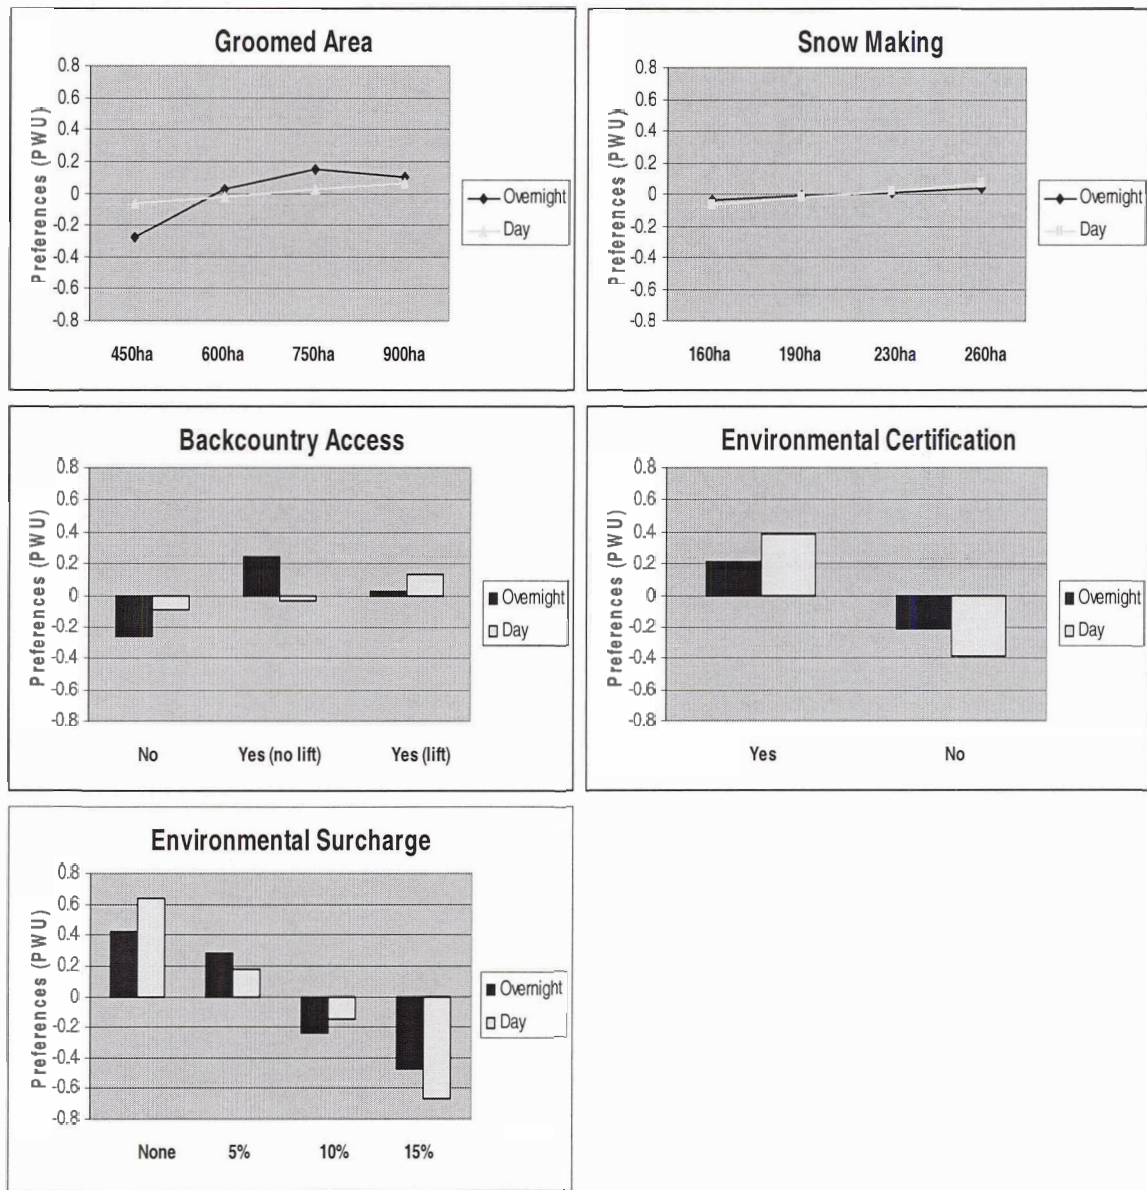 Groomed Area
0.8
0.6
0.4
0.2
0
-0.2
-0.4
-0.6
-0.8
Preferences (PWU)
450ha 600ha 750ha 900ha
Overnight
Day
Snow Making
0.8
0.6
0.4
0.2
0
-0.2
-0.4
-0.6
-0.8
Preferences (PWU)
160ha 190ha 230ha 260ha
Overnight
Day
Backcountry Access
0.8
0.6
0.4
0.2
0
-0.2
-0.4
-0.6
-0.8
Preferences (PWU)
No Yes (no lift) Yes (lift)
Overnight
Day
Environmental Certification
0.8
0.6
0.4
0.2
0
-0.2
-0.4
-0.6
-0.8
Preferences (PWU)
Yes No
Overnight
Day
Environmental Surcharge
0.8
0.6
0.4
0.2
0
-0.2
-0.4
-0.6
-0.8
Preferences (PWU)
None 5% 10% 15%
Overnight
Day